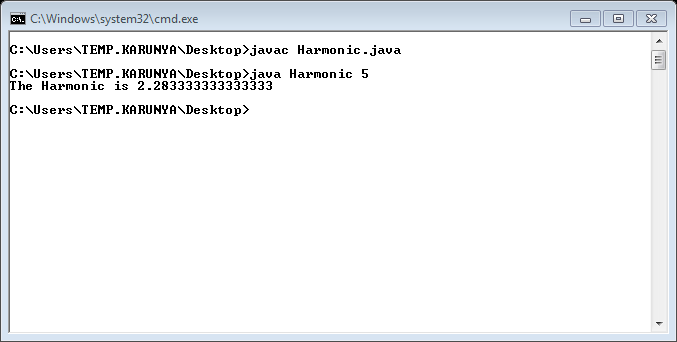 C:\Windows\system32\cmd.exe
C:\Users\TEMP.KARUNYA\Desktop>javac Harmonic.java
C:\Users\TEMP.KARUNYA\Desktop>java Harmonic 5
The Harmonic is 2.283333333333333
C:\Users\TEMP.KARUNYA\Desktop>